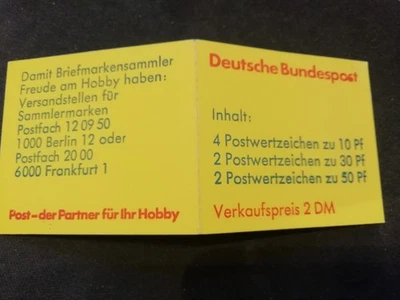 Damit Briefmarkensammler
Freude am Hobby haben:
Versandstellen für
Sammlermarken
Postfach 12 09 50
1000 Berlin 12 oder
Postfach 20 00
6000 Frankfurt 1
Post–der Partner für Ihr Hobby
Deutsche Bundespost
Inhalt:
4 Postwertzeichen zu 10 Pf
2 Postwertzeichen zu 30 Pf
2 Postwertzeichen zu 50 Pf
Verkaufspreis 2 DM